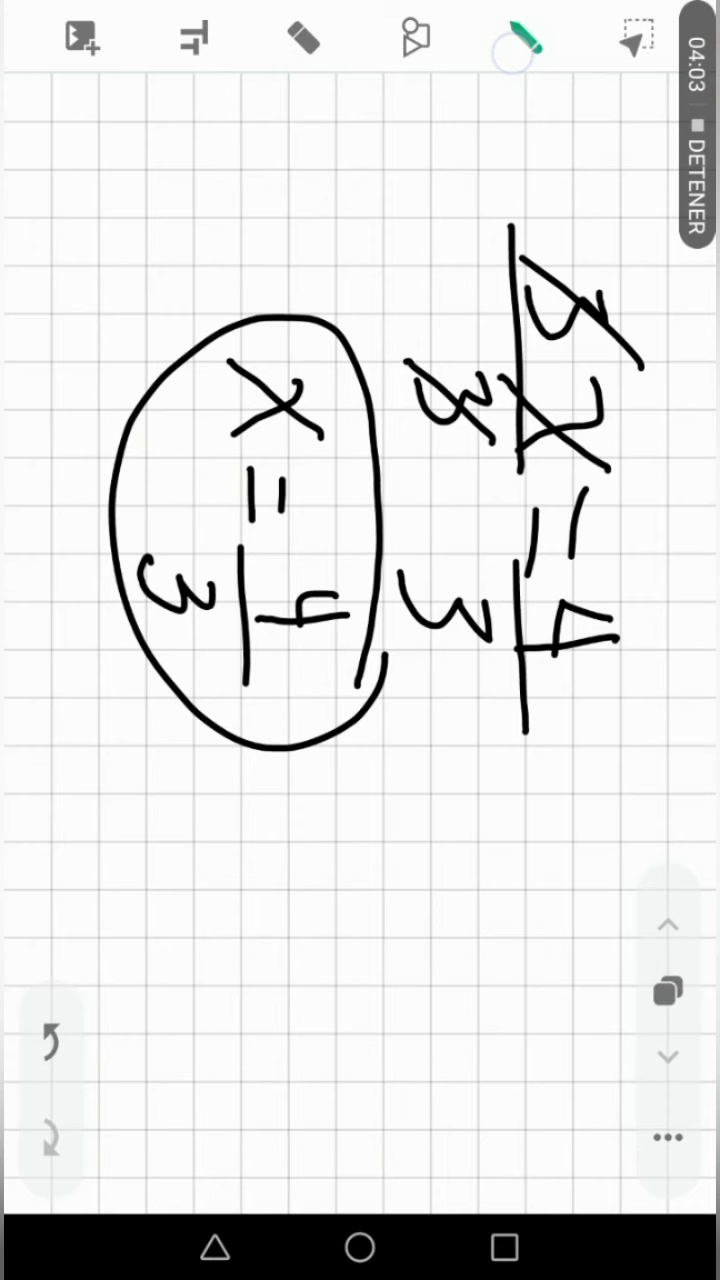 04:03 DETENER
3x/3 = 4/3
x = 4/3